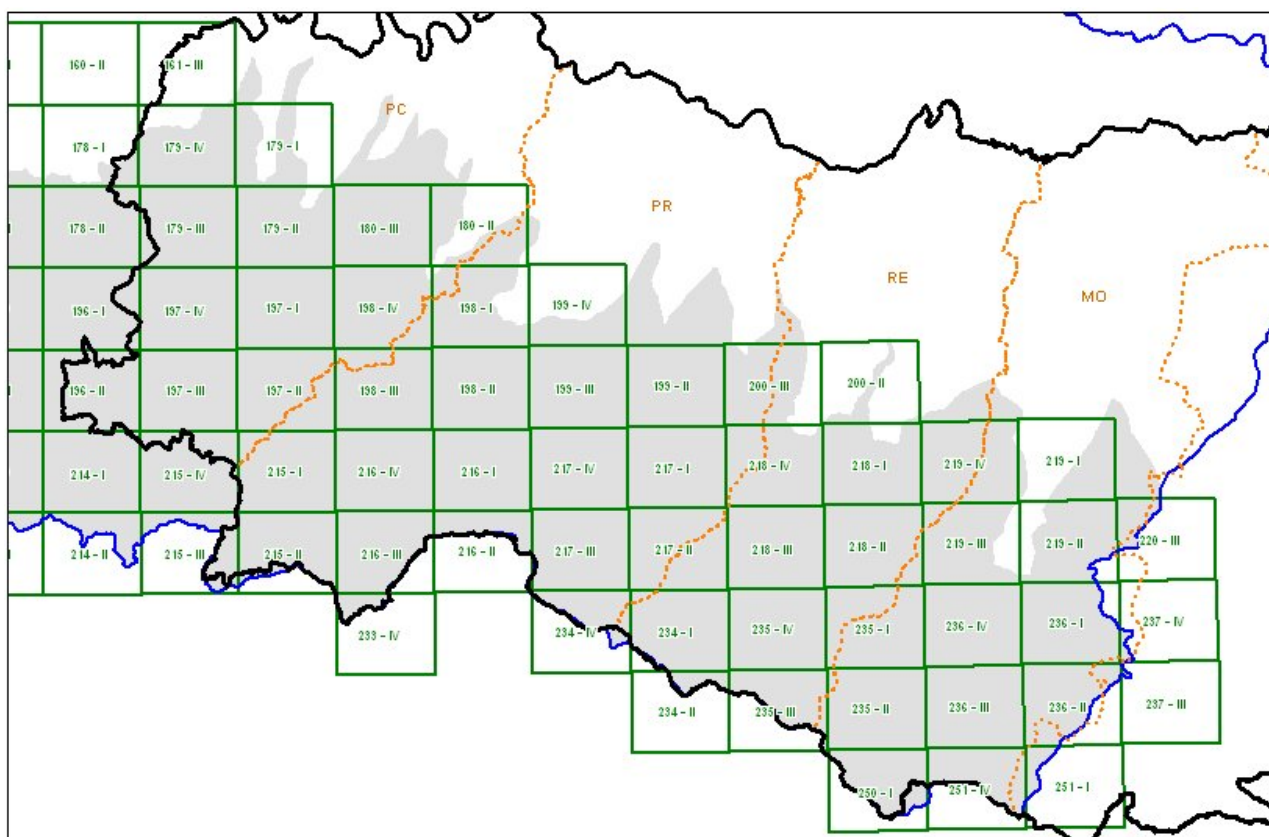 160 - II
161 - III
PC
178 - I
179 - IV
179 - I
PR
178 - II
179 - III
179 - II
180 - III
180 - II
RE
MO
196 - I
197 - IV
197 - I
198 - IV
198 - I
199 - IV
196 - II
197 - III
197 - II
198 - III
198 - II
199 - III
199 - II
200 - III
200 - II
214 - I
215 - IV
215 - I
216 - IV
216 - I
217 - IV
217 - I
218 - IV
218 - I
219 - IV
219 - I
214 - II
215 - III
215 - II
216 - III
216 - II
217 - III
217 - II
218 - III
218 - II
219 - III
219 - II
220 - III
233 - IV
234 - IV
234 - I
235 - IV
235 - I
236 - IV
236 - I
237 - IV
234 - II
235 - III
235 - II
236 - III
236 - II
237 - III
250 - I
251 - IV
251 - I